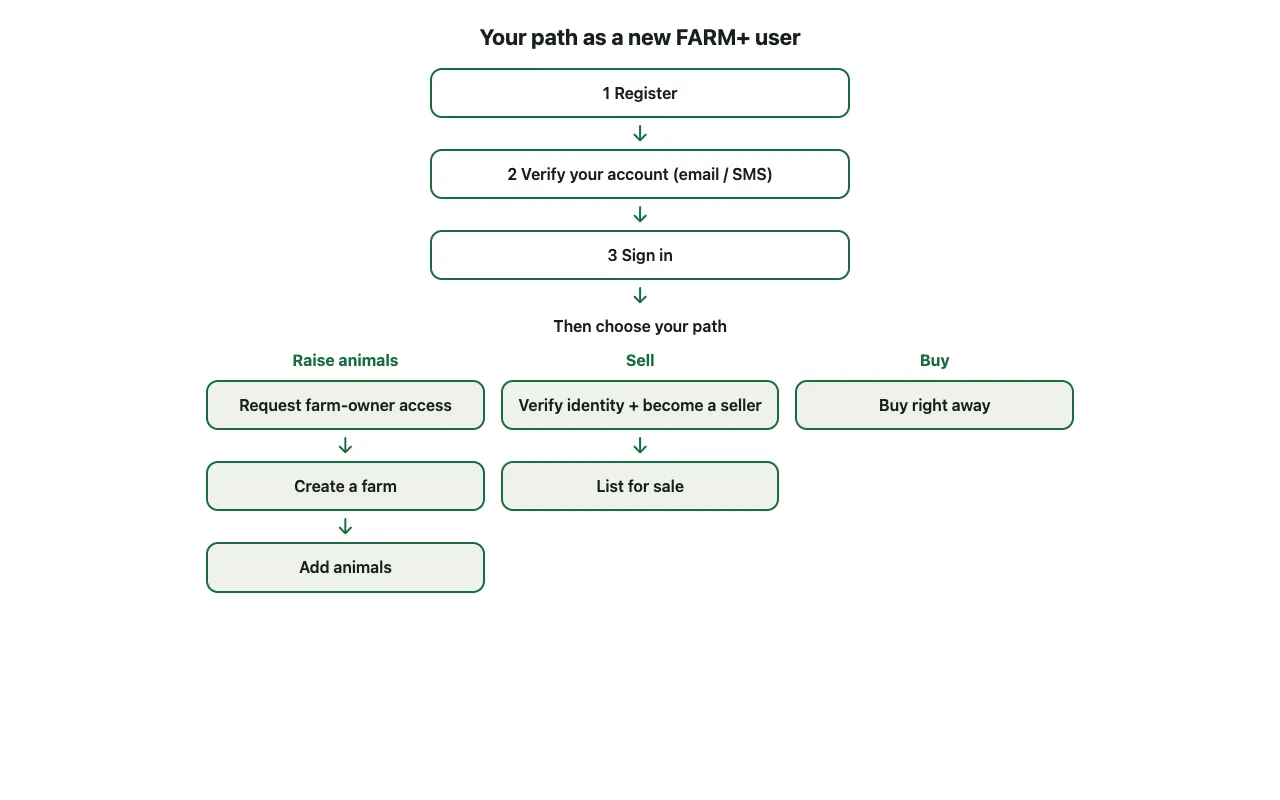 Your path as a new FARM+ user
1 Register
2 Verify your account (email / SMS)
3 Sign in
Then choose your path
Raise animals
Request farm-owner access
Create a farm
Add animals
Sell
Verify identity + become a seller
List for sale
Buy
Buy right away